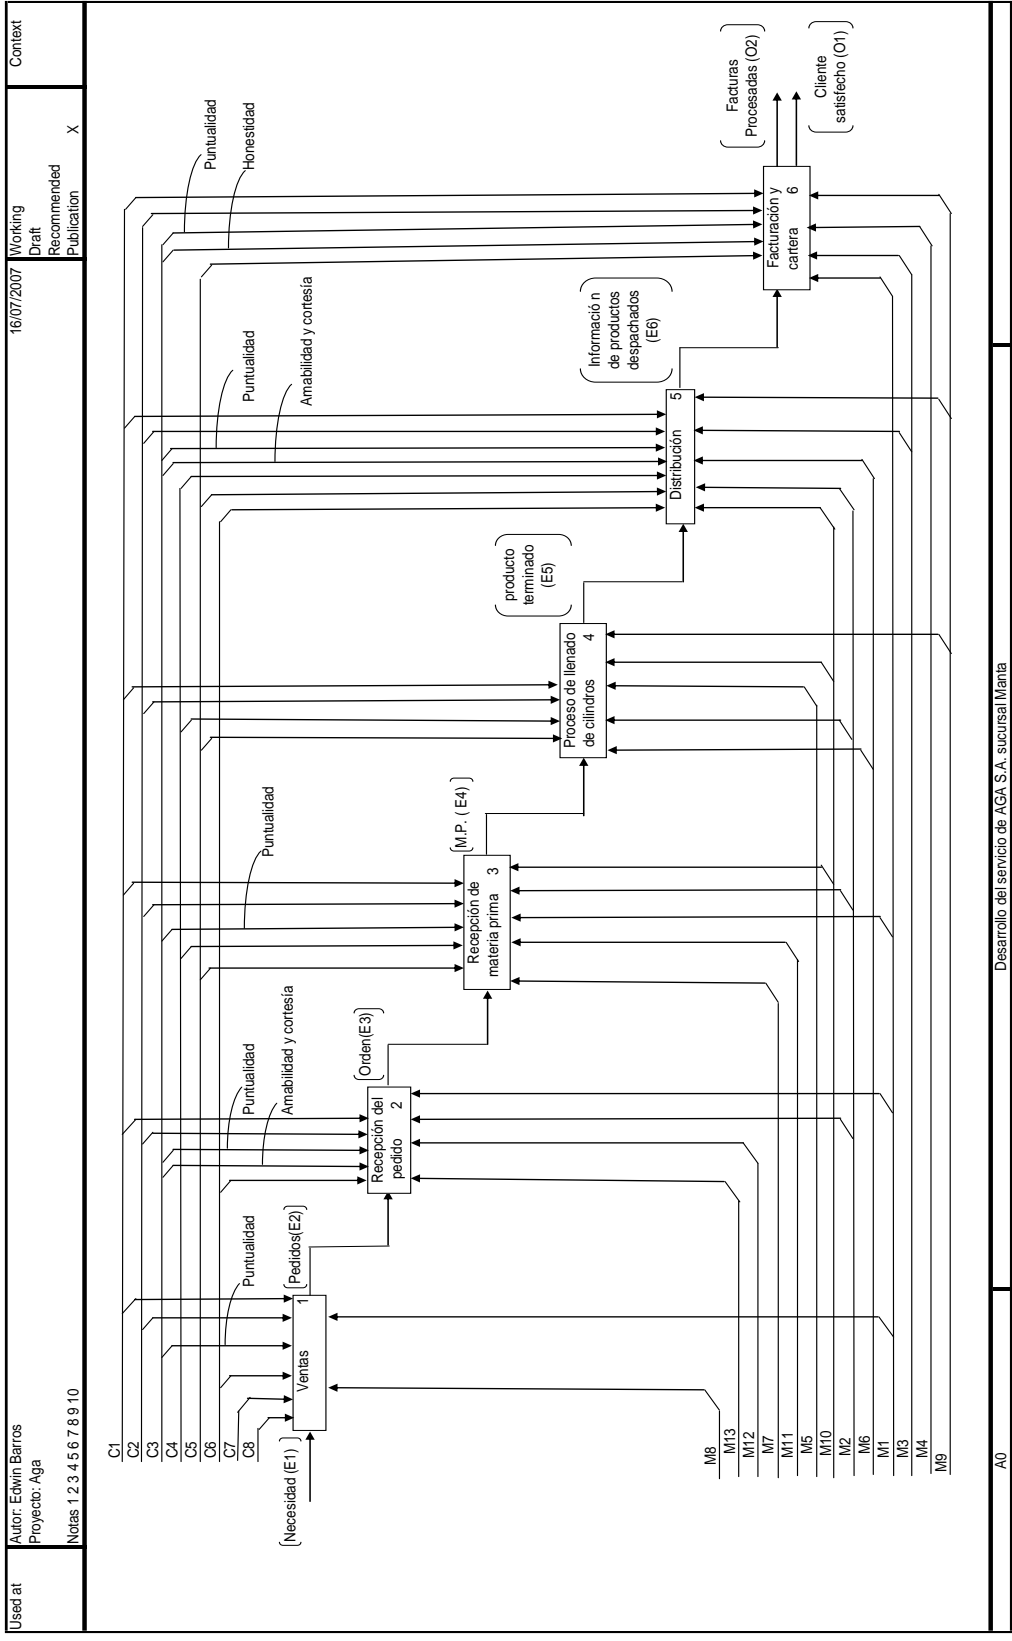 Used at
Autor: Edwin Barros
Proyecto: Aga
Notas 1 2 3 4 5 6 7 8 9 10
16/07/2007
Working
Draft
Recommended
Publication X
Context
C1
C2
C3
C4
C5
C6
C7
C8
Puntualidad
Puntualidad
Amabilidad y cortesía
Puntualidad
Puntualidad
Amabilidad y cortesía
Puntualidad
Honestidad
Necesidad (E1)
Ventas 1
Pedidos(E2)
Recepción del
pedido 2
Orden(E3)
Recepción de
materia prima 3
M.P. ( E4)
Proceso de llenado
de cilindros 4
producto
terminado
(E5)
Distribución 5
Informació n
de productos
despachados
(E6)
Facturación y
cartera 6
Facturas
Procesadas (O2)
Cliente
satisfecho (O1)
M8
M13
M12
M7
M11
M5
M10
M2
M6
M1
M3
M4
M9
A0
Desarrollo del servicio de AGA S.A. sucursal Manta